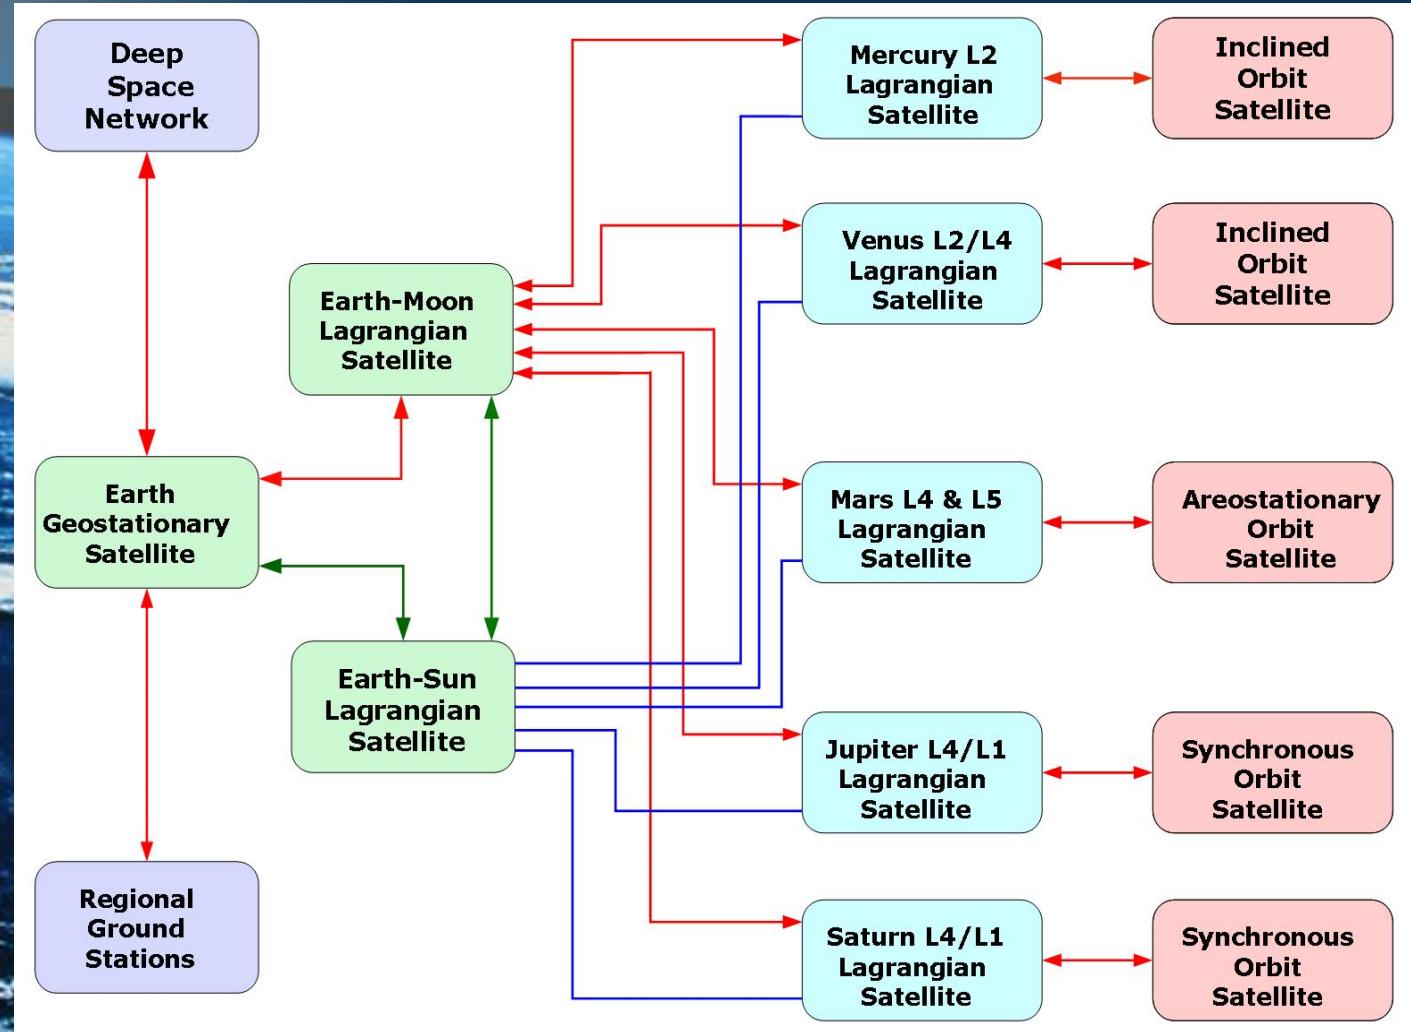 Deep
Space
Network
Earth-Moon
Lagrangian
Satellite
Earth
Geostationary
Satellite
Earth-Sun
Lagrangian
Satellite
Regional
Ground
Stations
Mercury L2
Lagrangian
Satellite
Inclined
Orbit
Satellite
Venus L2/L4
Lagrangian
Satellite
Inclined
Orbit
Satellite
Mars L4 & L5
Lagrangian
Satellite
Areostationary
Orbit
Satellite
Jupiter L4/L1
Lagrangian
Satellite
Synchronous
Orbit
Satellite
Saturn L4/L1
Lagrangian
Satellite
Synchronous
Orbit
Satellite